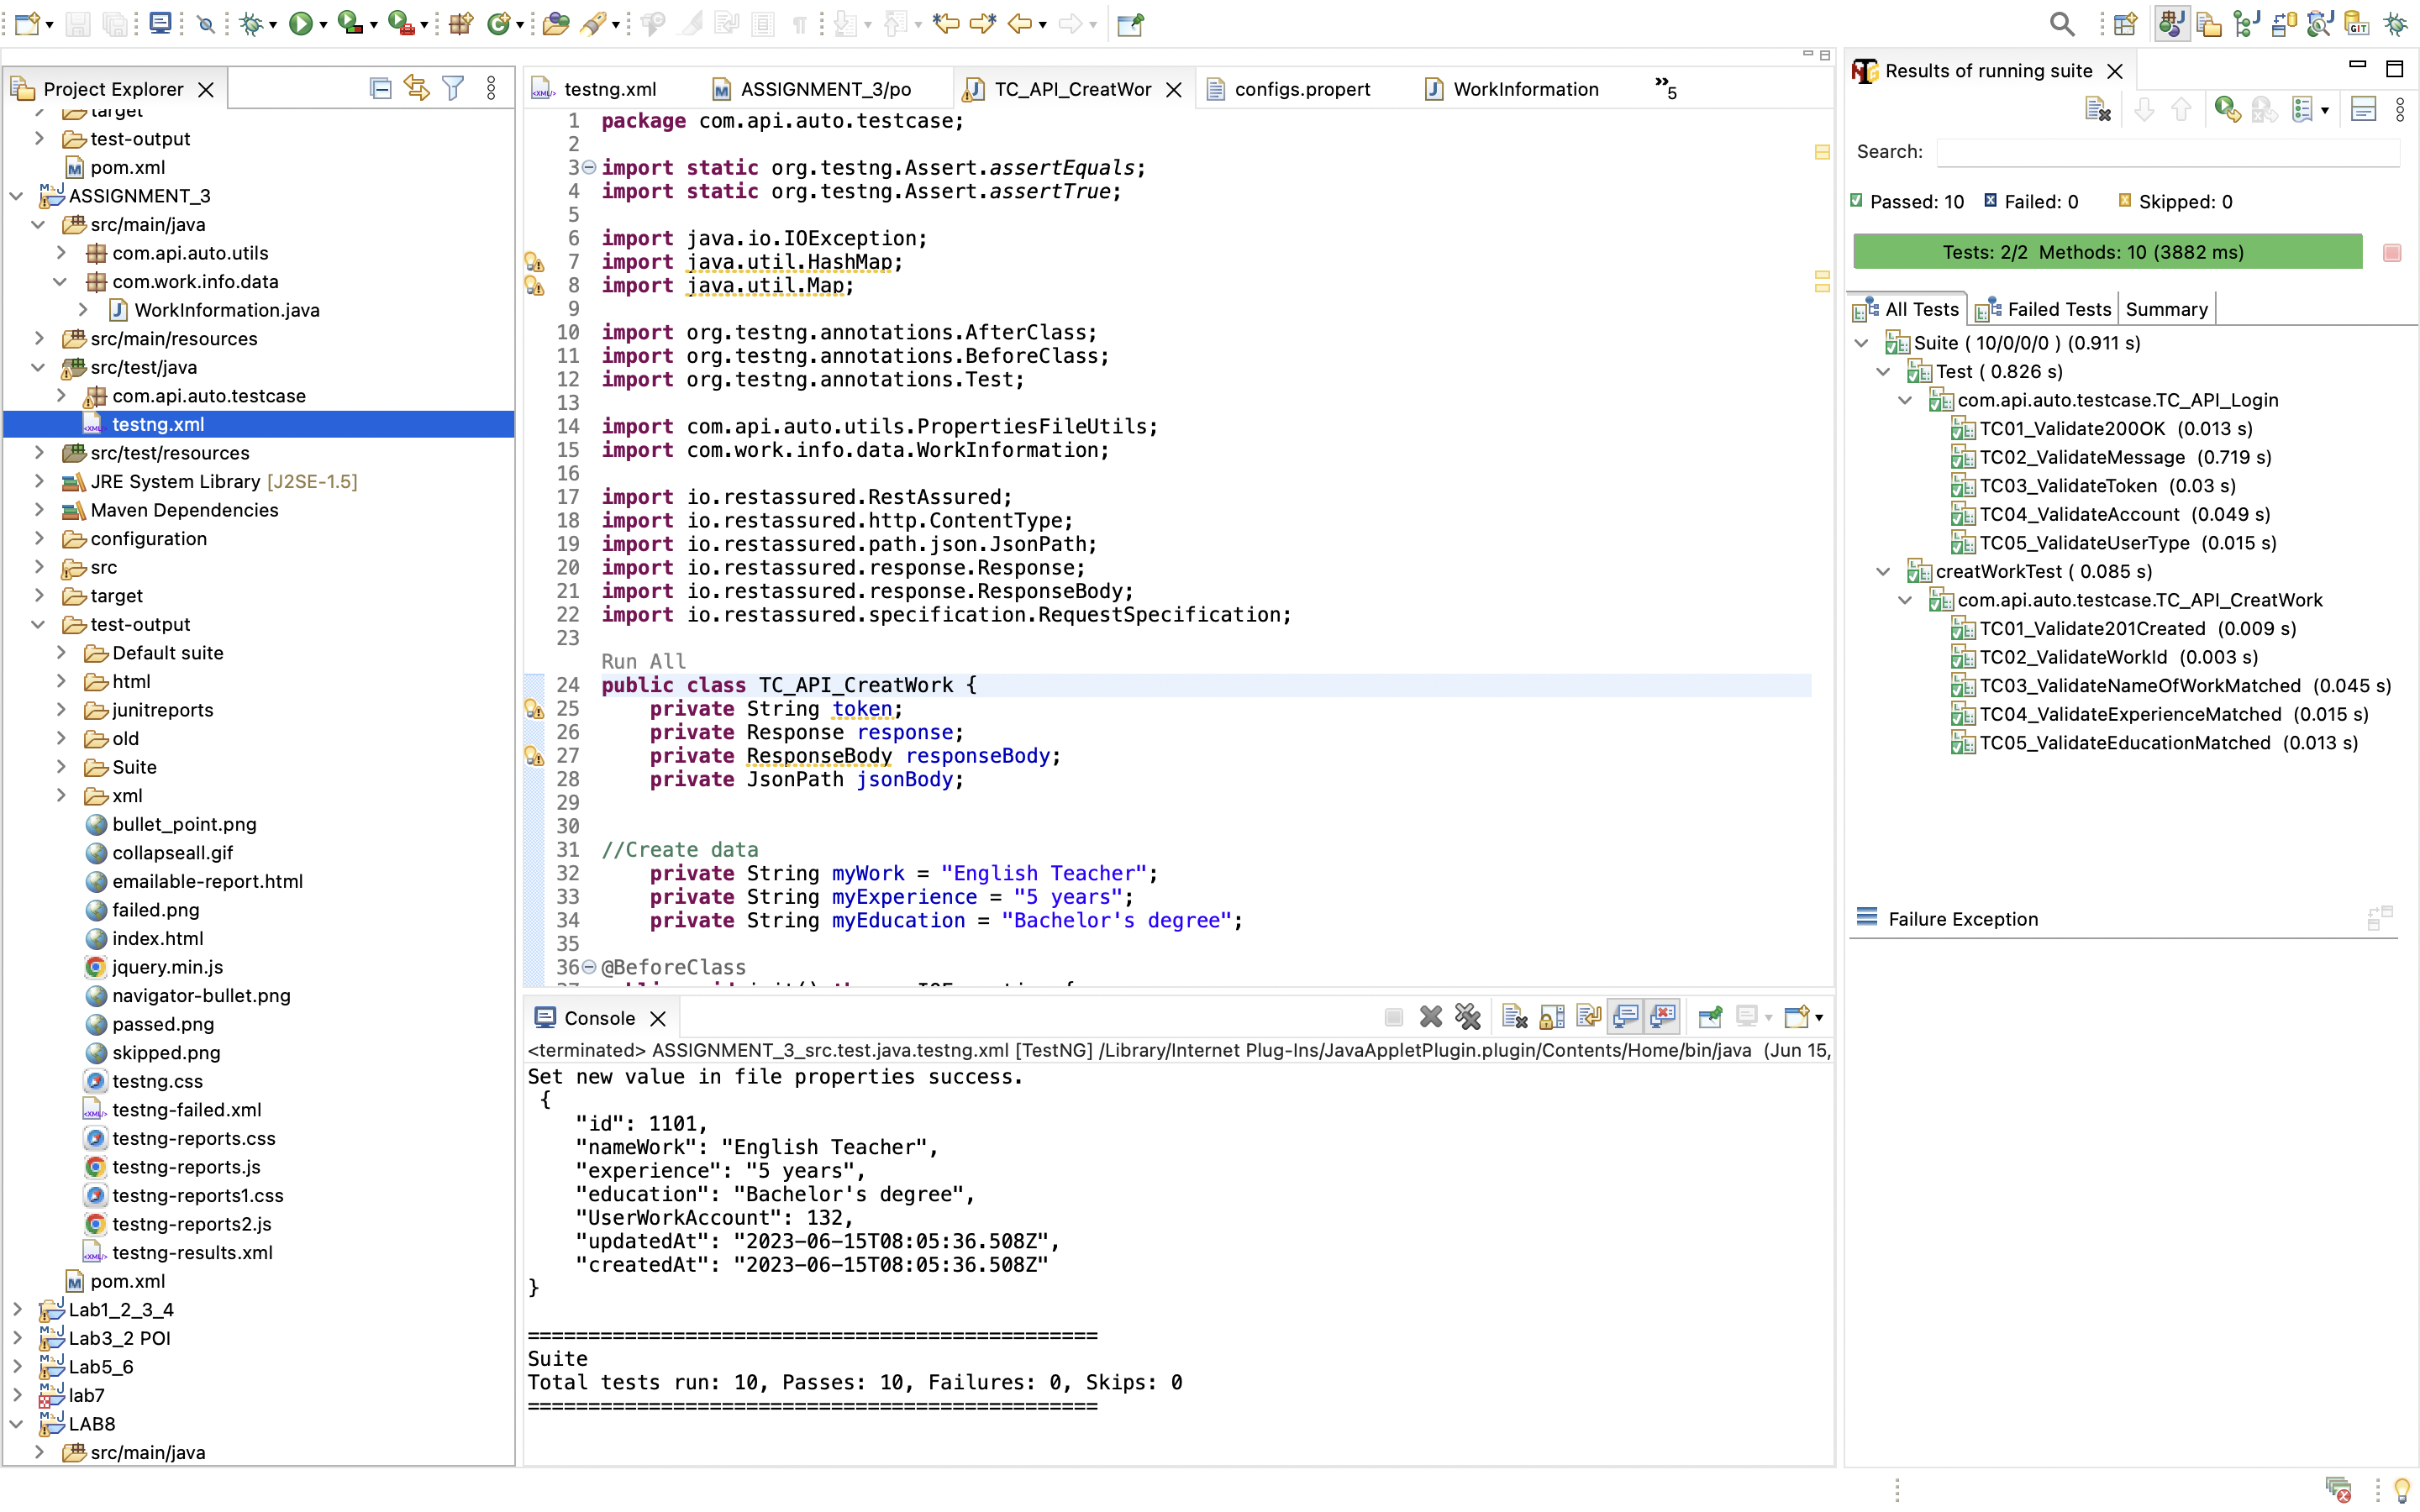 Project Explorer
target
test-output
pom.xml
ASSIGNMENT_3
src/main/java
com.api.auto.utils
com.work.info.data
WorkInformation.java
src/main/resources
src/test/java
com.api.auto.testcase
testng.xml
src/test/resources
JRE System Library [J2SE-1.5]
Maven Dependencies
configuration
src
target
test-output
Default suite
html
junitreports
old
Suite
xml
bullet_point.png
collapseall.gif
emailable-report.html
failed.png
index.html
jquery.min.js
navigator-bullet.png
passed.png
skipped.png
testng.css
testng-failed.xml
testng-reports.css
testng-reports.js
testng-reports1.css
testng-reports2.js
testng-results.xml
pom.xml
Lab1_2_3_4
Lab3_2 POI
Lab5_6
lab7
LAB8
src/main/java
testng.xml ASSIGNMENT_3/po TC_API_CreatWor configs.propert WorkInformation »5
1 package com.api.auto.testcase;
2
3 import static org.testng.Assert.assertEquals;
4 import static org.testng.Assert.assertTrue;
5
6 import java.io.IOException;
7 import java.util.HashMap;
8 import java.util.Map;
9
10 import org.testng.annotations.AfterClass;
11 import org.testng.annotations.BeforeClass;
12 import org.testng.annotations.Test;
13
14 import com.api.auto.utils.PropertiesFileUtils;
15 import com.work.info.data.WorkInformation;
16
17 import io.restassured.RestAssured;
18 import io.restassured.http.ContentType;
19 import io.restassured.path.json.JsonPath;
20 import io.restassured.response.Response;
21 import io.restassured.response.ResponseBody;
22 import io.restassured.specification.RequestSpecification;
23
Run All
24 public class TC_API_CreatWork {
25 private String token;
26 private Response response;
27 private ResponseBody responseBody;
28 private JsonPath jsonBody;
29
30
31 //Create data
32 private String myWork = "English Teacher";
33 private String myExperience = "5 years";
34 private String myEducation = "Bachelor's degree";
35
36 @BeforeClass
Console
<terminated> ASSIGNMENT_3_src.test.java.testng.xml [TestNG] /Library/Internet Plug-Ins/JavaAppletPlugin.plugin/Contents/Home/bin/java (Jun 15,
Set new value in file properties success.
{
"id": 1101,
"nameWork": "English Teacher",
"experience": "5 years",
"education": "Bachelor's degree",
"UserWorkAccount": 132,
"updatedAt": "2023-06-15T08:05:36.508Z",
"createdAt": "2023-06-15T08:05:36.508Z"
}
===============================================
Suite
Total tests run: 10, Passes: 10, Failures: 0, Skips: 0
===============================================
Results of running suite
Search:
Passed: 10 Failed: 0 Skipped: 0
Tests: 2/2 Methods: 10 (3882 ms)
All Tests Failed Tests Summary
Suite ( 10/0/0/0 ) (0.911 s)
Test ( 0.826 s)
com.api.auto.testcase.TC_API_Login
TC01_Validate200OK (0.013 s)
TC02_ValidateMessage (0.719 s)
TC03_ValidateToken (0.03 s)
TC04_ValidateAccount (0.049 s)
TC05_ValidateUserType (0.015 s)
creatWorkTest ( 0.085 s)
com.api.auto.testcase.TC_API_CreatWork
TC01_Validate201Created (0.009 s)
TC02_ValidateWorkId (0.003 s)
TC03_ValidateNameOfWorkMatched (0.045 s)
TC04_ValidateExperienceMatched (0.015 s)
TC05_ValidateEducationMatched (0.013 s)
Failure Exception